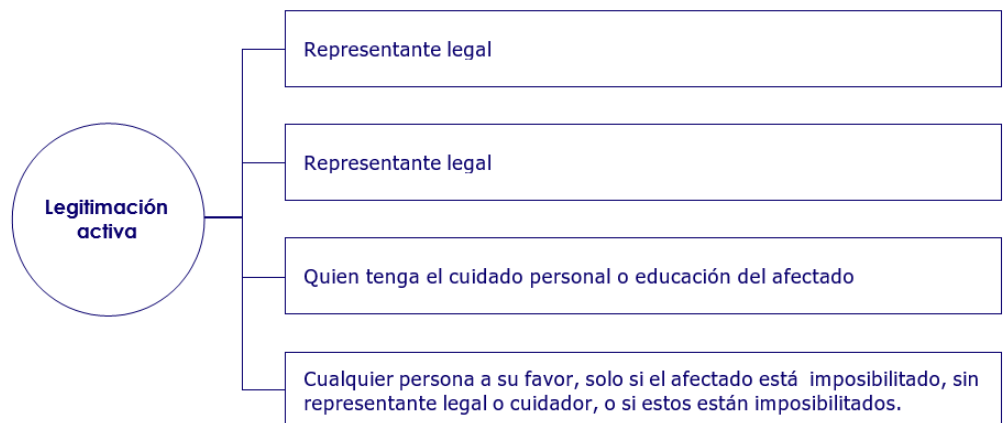 Legitimación
activa
Representante legal
Representante legal
Quien tenga el cuidado personal o educación del afectado
Cualquier persona a su favor, solo si el afectado está imposibilitado, sin
representante legal o cuidador, o si estos están imposibilitados.